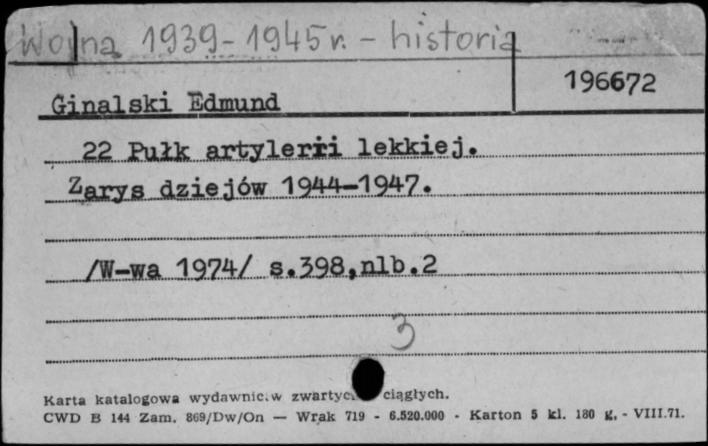 Wojna 1939-1945 r. - historia
196672
Ginalski Edmund
22 Pułk artylerii lekkiej.
Zarys dziejów 1944-1947.
/W-wa 1974/ s.398,nlb.2
3
Karta katalogowa wydawnic.w ciągłych.
CWD B 144 Zam. 869/Dw/On — Wrak 719 - 6.520.000 - Karton 5 kl. 180 g. - VIII.71.